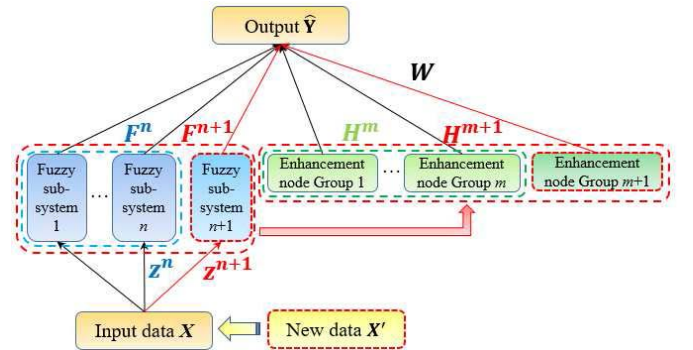 Output Ŷ
W
Fⁿ
Fⁿ⁺¹
Hᵐ
Hᵐ⁺¹
Fuzzy
sub-
system
1
...
Fuzzy
sub-
system
n
Fuzzy
sub-
system
n+1
Enhancement
node Group 1
...
Enhancement
node Group m
Enhancement
node Group m+1
zⁿ
zⁿ⁺¹
Input data X
New data X′